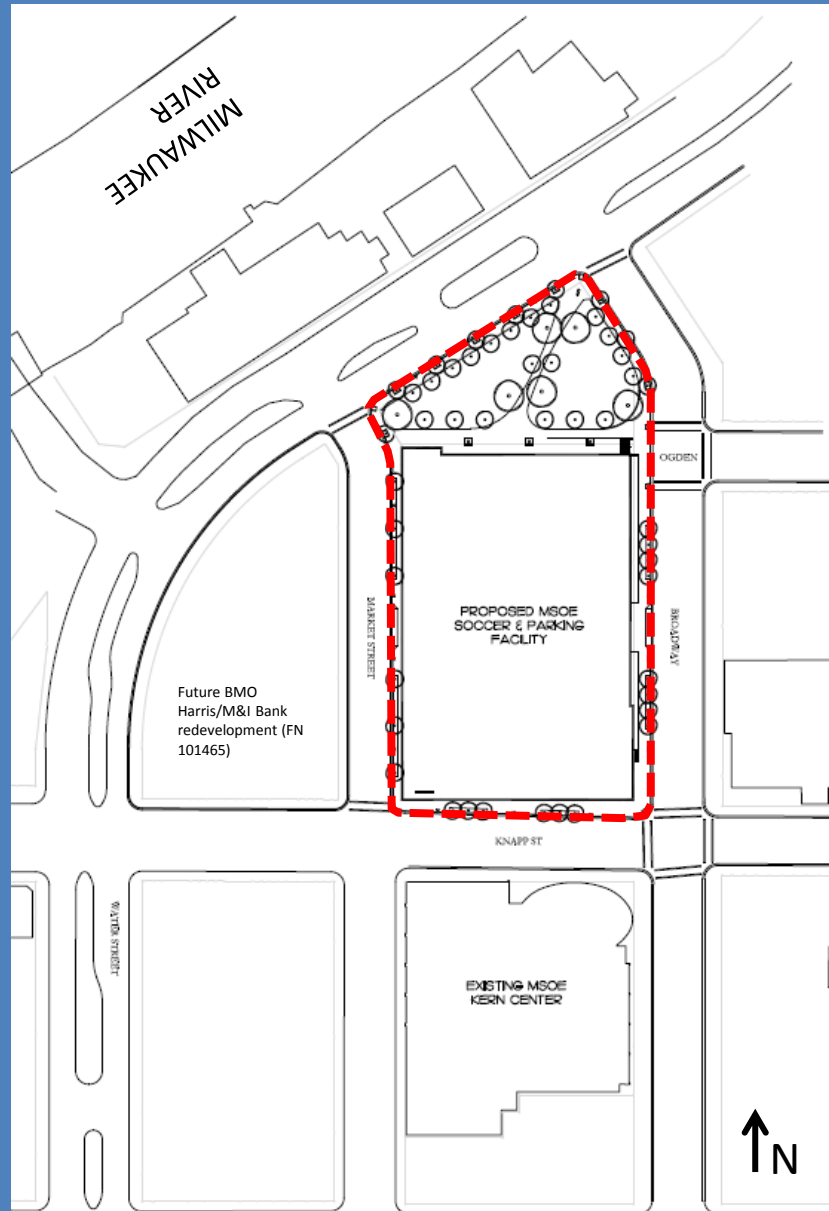 MILWAUKEE
RIVER
OGDEN
PROPOSED MSOE
SOCCER & PARKING
FACILITY
MARKET STREET
BROADWAY
Future BMO
Harris/M&I Bank
redevelopment (FN
101465)
KNAPP ST
WATER STREET
EXISTING MSOE
KERN CENTER
N